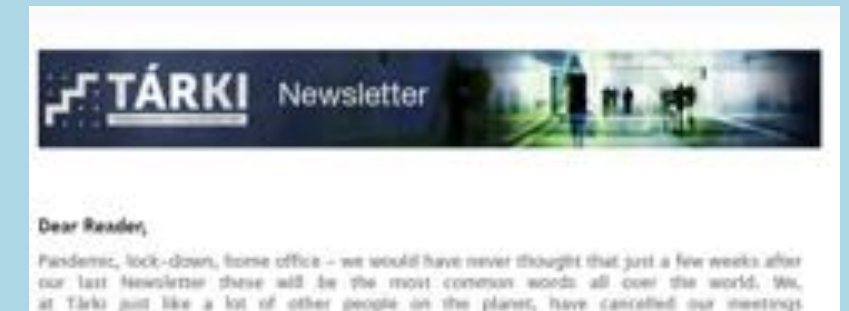 TÁRKI Newsletter
Dear Reader,
Pandemic, lock-down, home office – we would have never thought that just a few weeks after
our last Newsletter these will be the most common words all over the world. We,
at Tárki just like a lot of other people on the planet, have cancelled our meetings